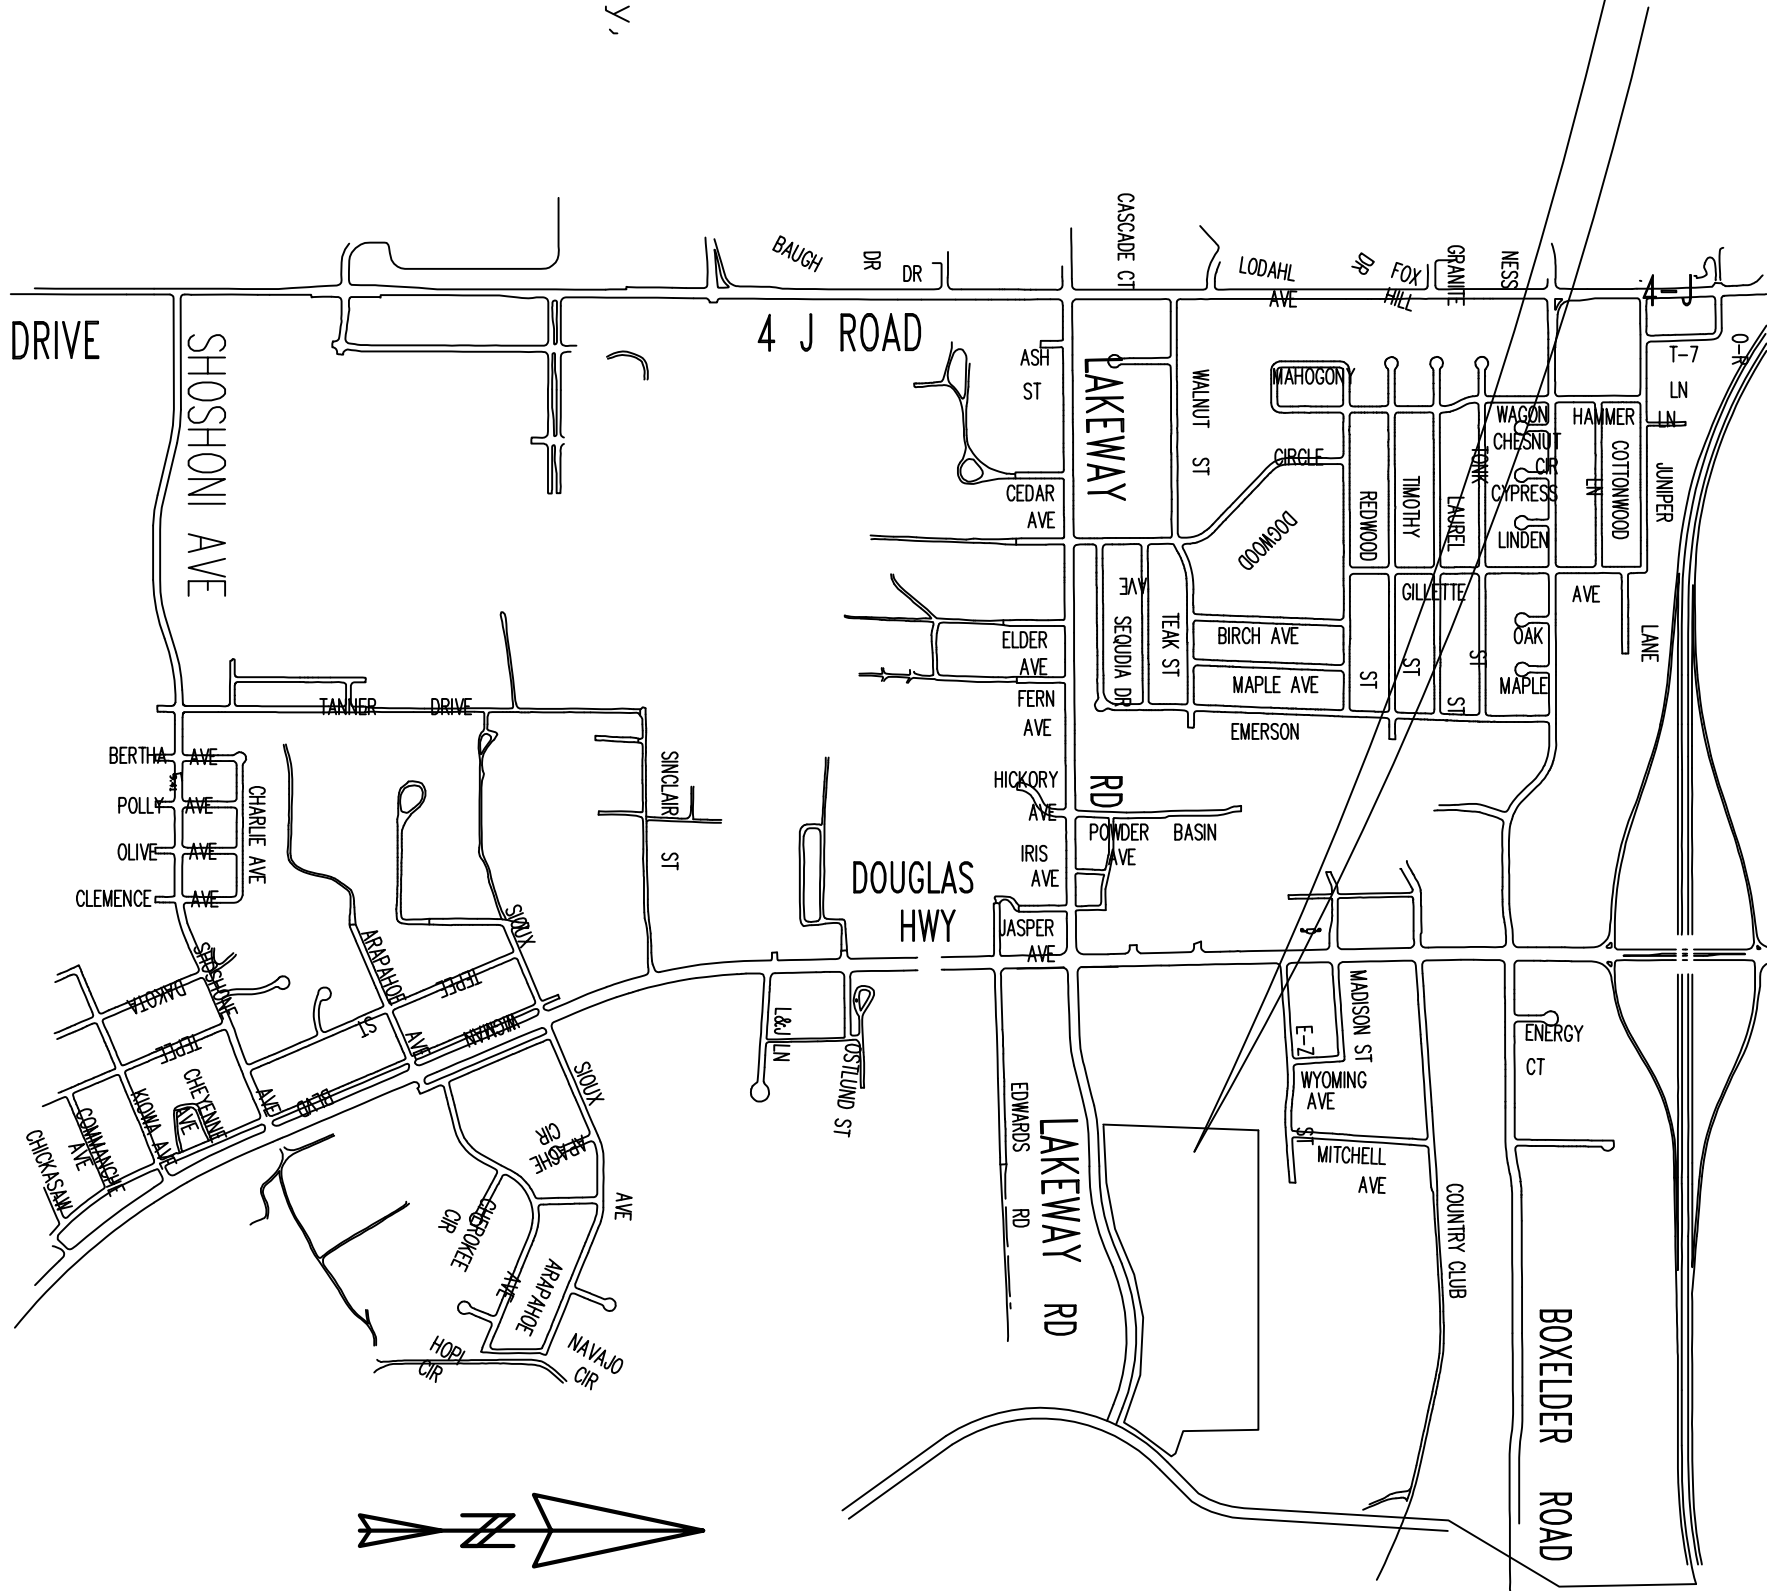 y,
CASCADE CT
BAUGH
DR
DR
LODAHL
AVE
DR
FOX
HILL
GRANITE
NESS
4-J
DRIVE
SHOSHONI AVE
4 J ROAD
ASH
ST
LAKEWAY
WALNUT ST
MAHOGONY
CIRCLE
WAGON
HAMMER
LN
T-7
LN
O-R
CHESNUT
CIR
TONK
CYPRESS
LN
COTTONWOOD
JUNIPER
CEDAR
AVE
DOGWOOD
REDWOOD
TIMOTHY
LAUREL
LINDEN
AVE
SEQUDIA DR
TEAK ST
GILLETTE
AVE
ELDER
AVE
BIRCH AVE
OAK
LANE
ST
ST
ST
ST
MAPLE AVE
MAPLE
FERN
AVE
EMERSON
TANNER DRIVE
BERTHA AVE
POLLY AVE
OLIVE AVE
CLEMENCE AVE
CHARLIE AVE
SINCLAIR
ST
HICKORY
AVE
RD
POWDER BASIN
AVE
IRIS
AVE
DOUGLAS
HWY
JASPER
AVE
SIOUX
ARAPAHOE
AVE
SHOSHONE
AVE
DAKOTA
TEPEE
ST
TEPEE
WIGMAN
BLVD
CHEYENNE
AVE
KIOWA AVE
COMMANCHE
AVE
CHICKASAW
L&J LN
OSTLUND ST
MADISON ST
E-Z
ST
WYOMING
AVE
ENERGY
CT
SIOUX
AVE
APACHE
CIR
EDWARDS
RD
LAKEWAY RD
MITCHELL
AVE
COUNTRY CLUB
CHEROKEE
CIR
ARAPAHOE
AVE
HOPI
CIR
NAVAJO
CIR
BOXELDER ROAD
N